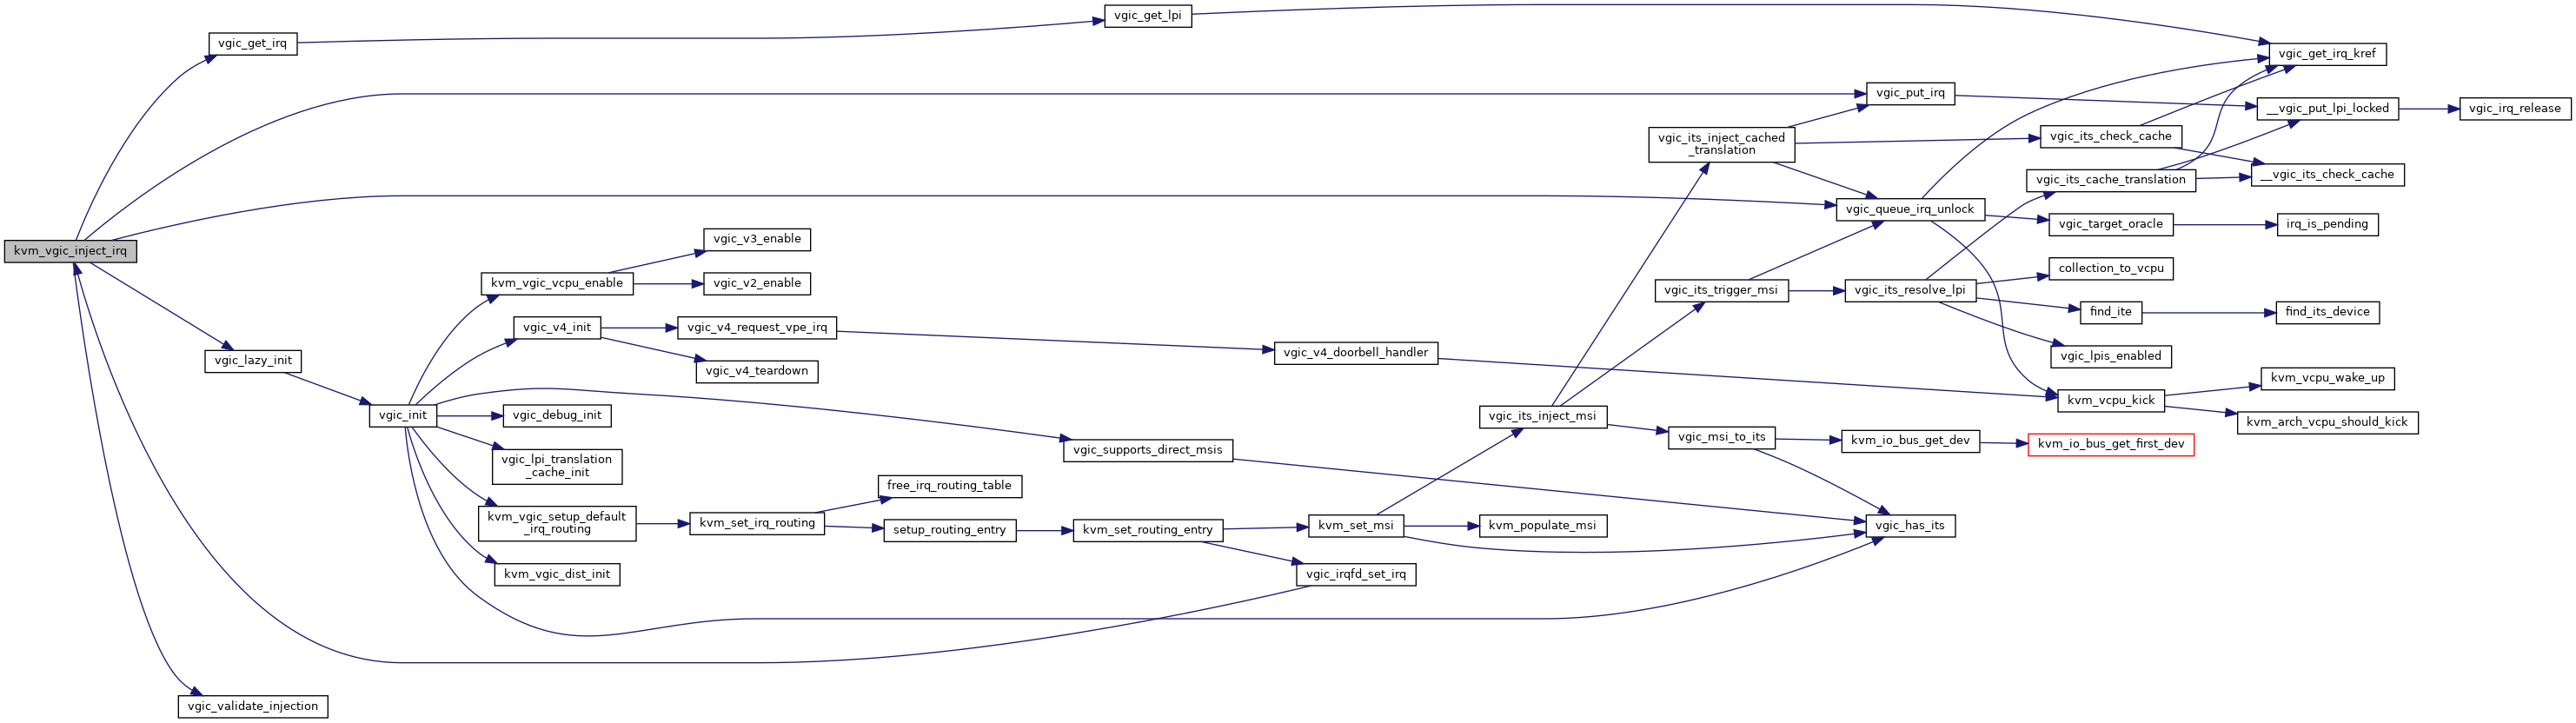 kvm_vgic_inject_irq
vgic_get_irq
vgic_get_lpi
vgic_get_irq_kref
vgic_put_irq
__vgic_put_lpi_locked
vgic_irq_release
vgic_its_inject_cached
_translation
vgic_its_check_cache
__vgic_its_check_cache
vgic_its_cache_translation
vgic_queue_irq_unlock
vgic_target_oracle
irq_is_pending
vgic_v3_enable
kvm_vgic_vcpu_enable
vgic_v2_enable
vgic_its_trigger_msi
vgic_its_resolve_lpi
collection_to_vcpu
find_ite
find_its_device
vgic_lpis_enabled
vgic_v4_init
vgic_v4_request_vpe_irq
vgic_v4_doorbell_handler
vgic_v4_teardown
vgic_lazy_init
vgic_init
vgic_debug_init
kvm_vcpu_kick
kvm_vcpu_wake_up
kvm_arch_vcpu_should_kick
vgic_its_inject_msi
vgic_msi_to_its
kvm_io_bus_get_dev
kvm_io_bus_get_first_dev
vgic_supports_direct_msis
vgic_lpi_translation
_cache_init
free_irq_routing_table
kvm_vgic_setup_default
_irq_routing
kvm_set_irq_routing
setup_routing_entry
kvm_set_routing_entry
kvm_set_msi
kvm_populate_msi
vgic_has_its
kvm_vgic_dist_init
vgic_irqfd_set_irq
vgic_validate_injection